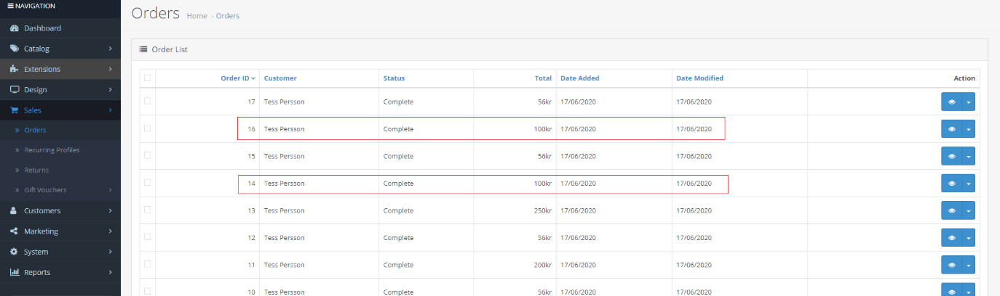 NAVIGATION
Dashboard
Catalog
Extensions
Design
Sales
Orders
Recurring Profiles
Returns
Gift Vouchers
Customers
Marketing
System
Reports
Orders Home › Orders
Order List
Order ID Customer Status Total Date Added Date Modified Action
17 Tess Persson Complete 56kr 17/06/2020 17/06/2020
16 Tess Persson Complete 100kr 17/06/2020 17/06/2020
15 Tess Persson Complete 56kr 17/06/2020 17/06/2020
14 Tess Persson Complete 100kr 17/06/2020 17/06/2020
13 Tess Persson Complete 250kr 17/06/2020 17/06/2020
12 Tess Persson Complete 56kr 17/06/2020 17/06/2020
11 Tess Persson Complete 200kr 17/06/2020 17/06/2020
10 Tess Persson Complete 56kr 17/06/2020 17/06/2020